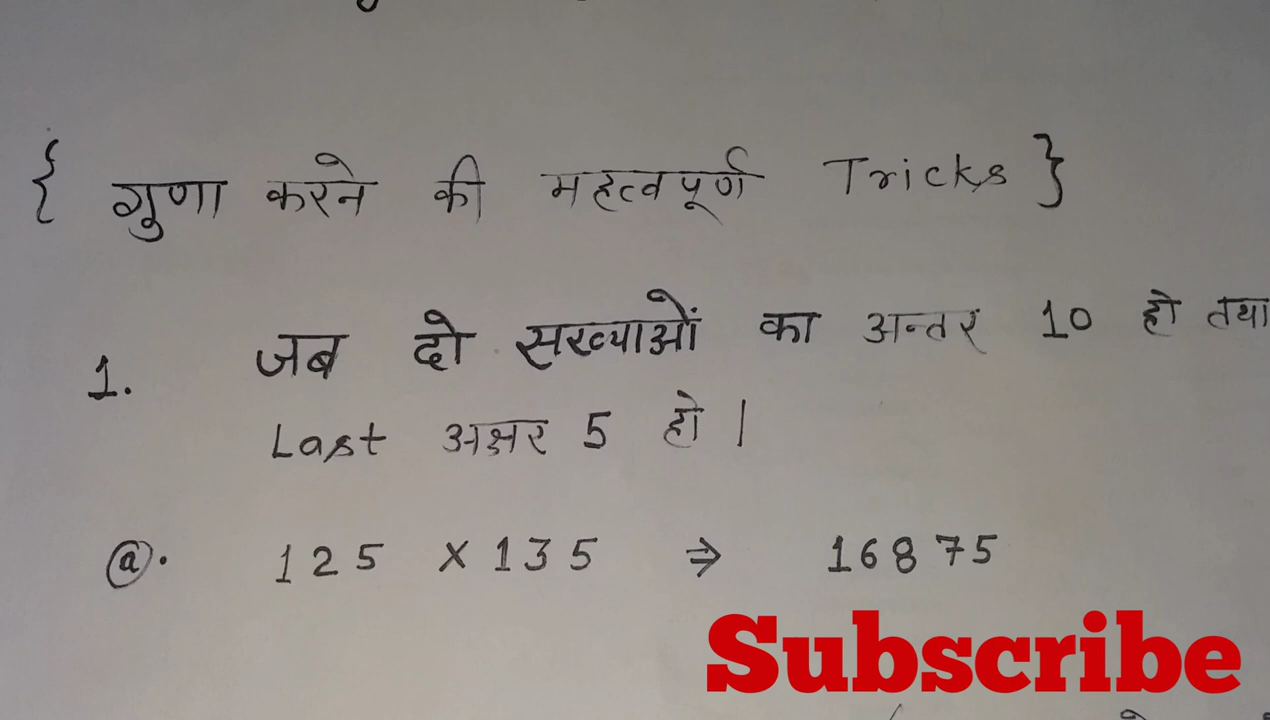 { गुणा करने की महत्वपूर्ण Tricks }
1. जब दो सख्याओं का अन्तर 10 हो तथा
Last अक्षर 5 हो |
@. 125 X 135 ⇒ 16875
Subscribe